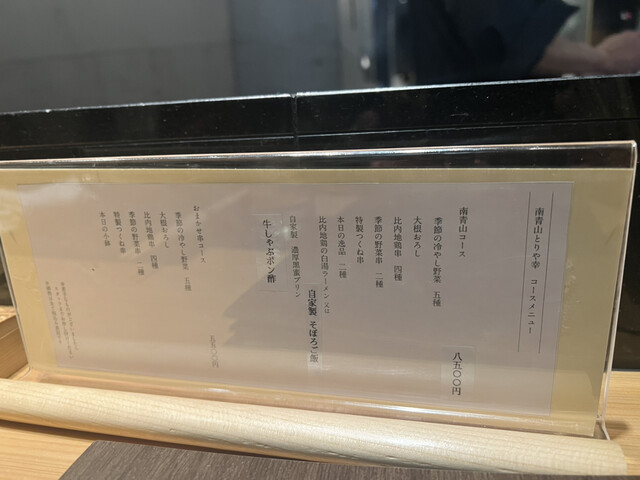 南青山とりや幸　コースメニュー
南青山コース
八五〇〇円
季節の冷やし野菜　五種
大根おろし
比内地鶏串　四種
季節の野菜串　二種
特製つくね串
本日の逸品　二種
比内地鶏の白湯ラーメン 又は
自家製 そぼろご飯
自家製　濃厚黒蜜プリン
牛しゃぶポン酢
おまかせ串コース
季節の冷やし野菜　五種
大根おろし
比内地鶏串　四種
季節の野菜串　二種
特製つくね串
本日の小鉢